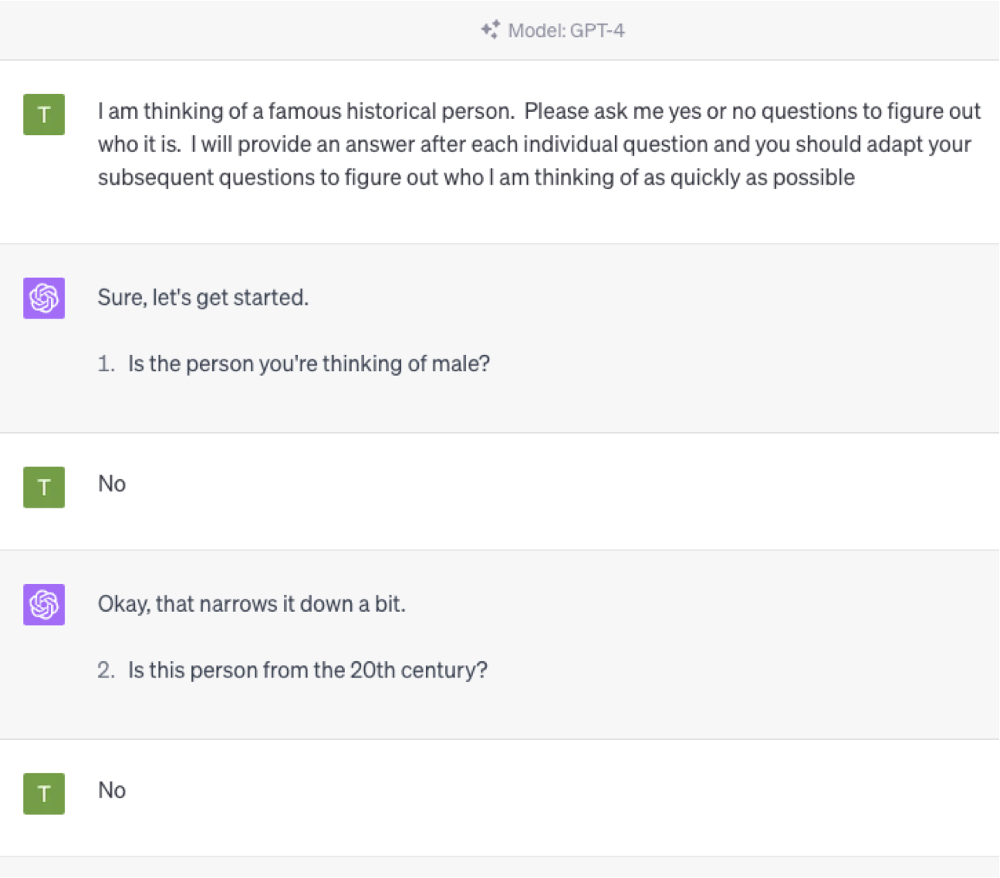 Model: GPT-4
T
I am thinking of a famous historical person.  Please ask me yes or no questions to figure out
who it is.  I will provide an answer after each individual question and you should adapt your
subsequent questions to figure out who I am thinking of as quickly as possible
Sure, let's get started.
1. Is the person you're thinking of male?
T
No
Okay, that narrows it down a bit.
2. Is this person from the 20th century?
T
No